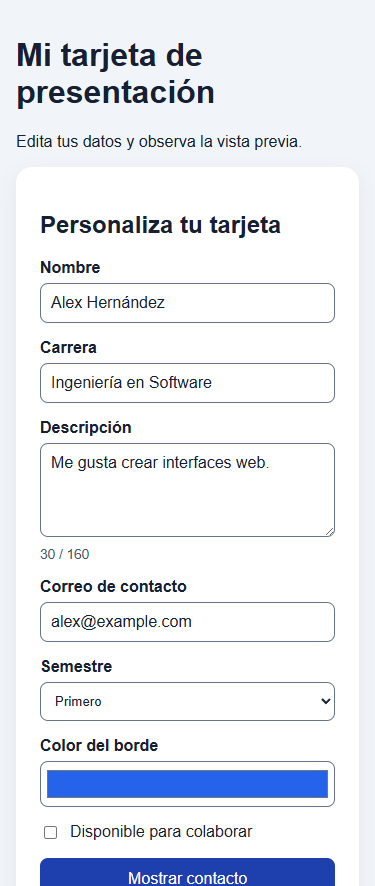 Mi tarjeta de
presentación
Edita tus datos y observa la vista previa.
Personaliza tu tarjeta
Nombre
Alex Hernández
Carrera
Ingeniería en Software
Descripción
Me gusta crear interfaces web.
30 / 160
Correo de contacto
alex@example.com
Semestre
Primero
Color del borde
Disponible para colaborar
Mostrar contacto